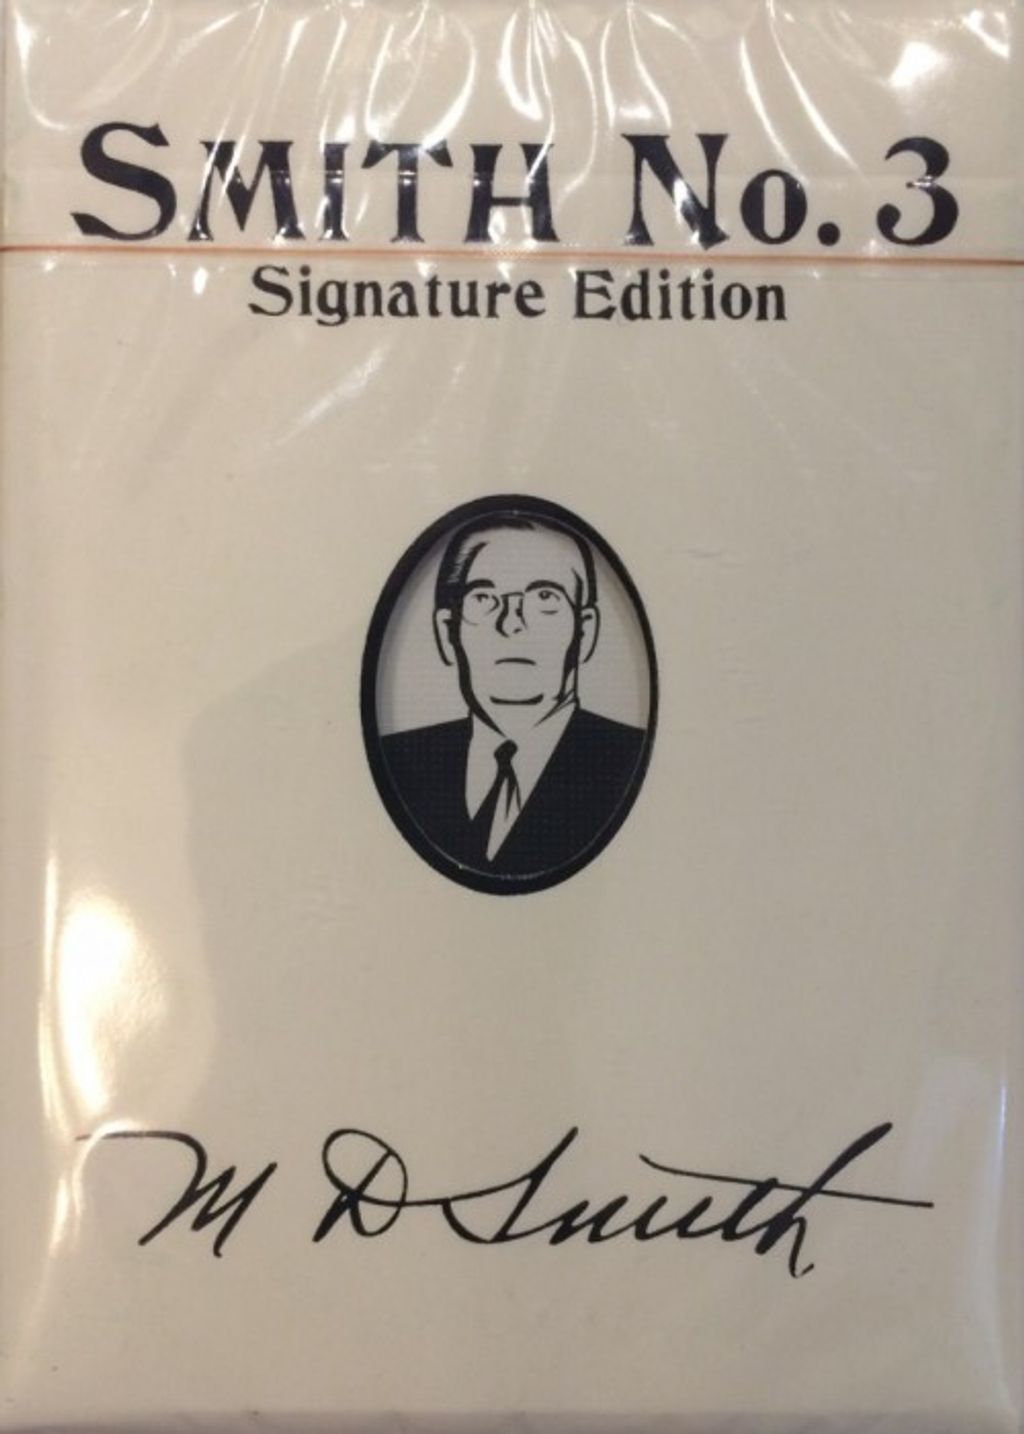 SMITH No. 3
Signature Edition
M D Smith